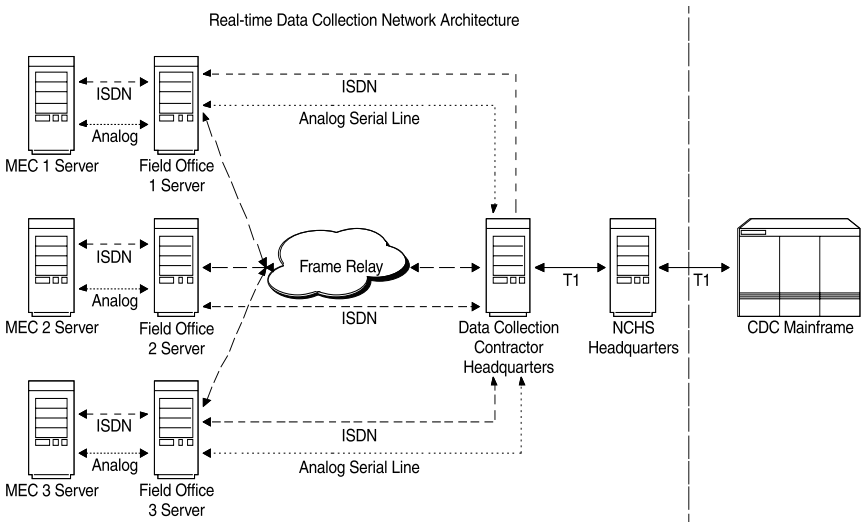 Real-time Data Collection Network Architecture
ISDN
Analog
MEC 1 Server
Field Office
1 Server
ISDN
Analog Serial Line
ISDN
Analog
MEC 2 Server
Field Office
2 Server
Frame Relay
ISDN
Data Collection
Contractor
Headquarters
T1
NCHS
Headquarters
T1
CDC Mainframe
ISDN
Analog
MEC 3 Server
Field Office
3 Server
ISDN
Analog Serial Line